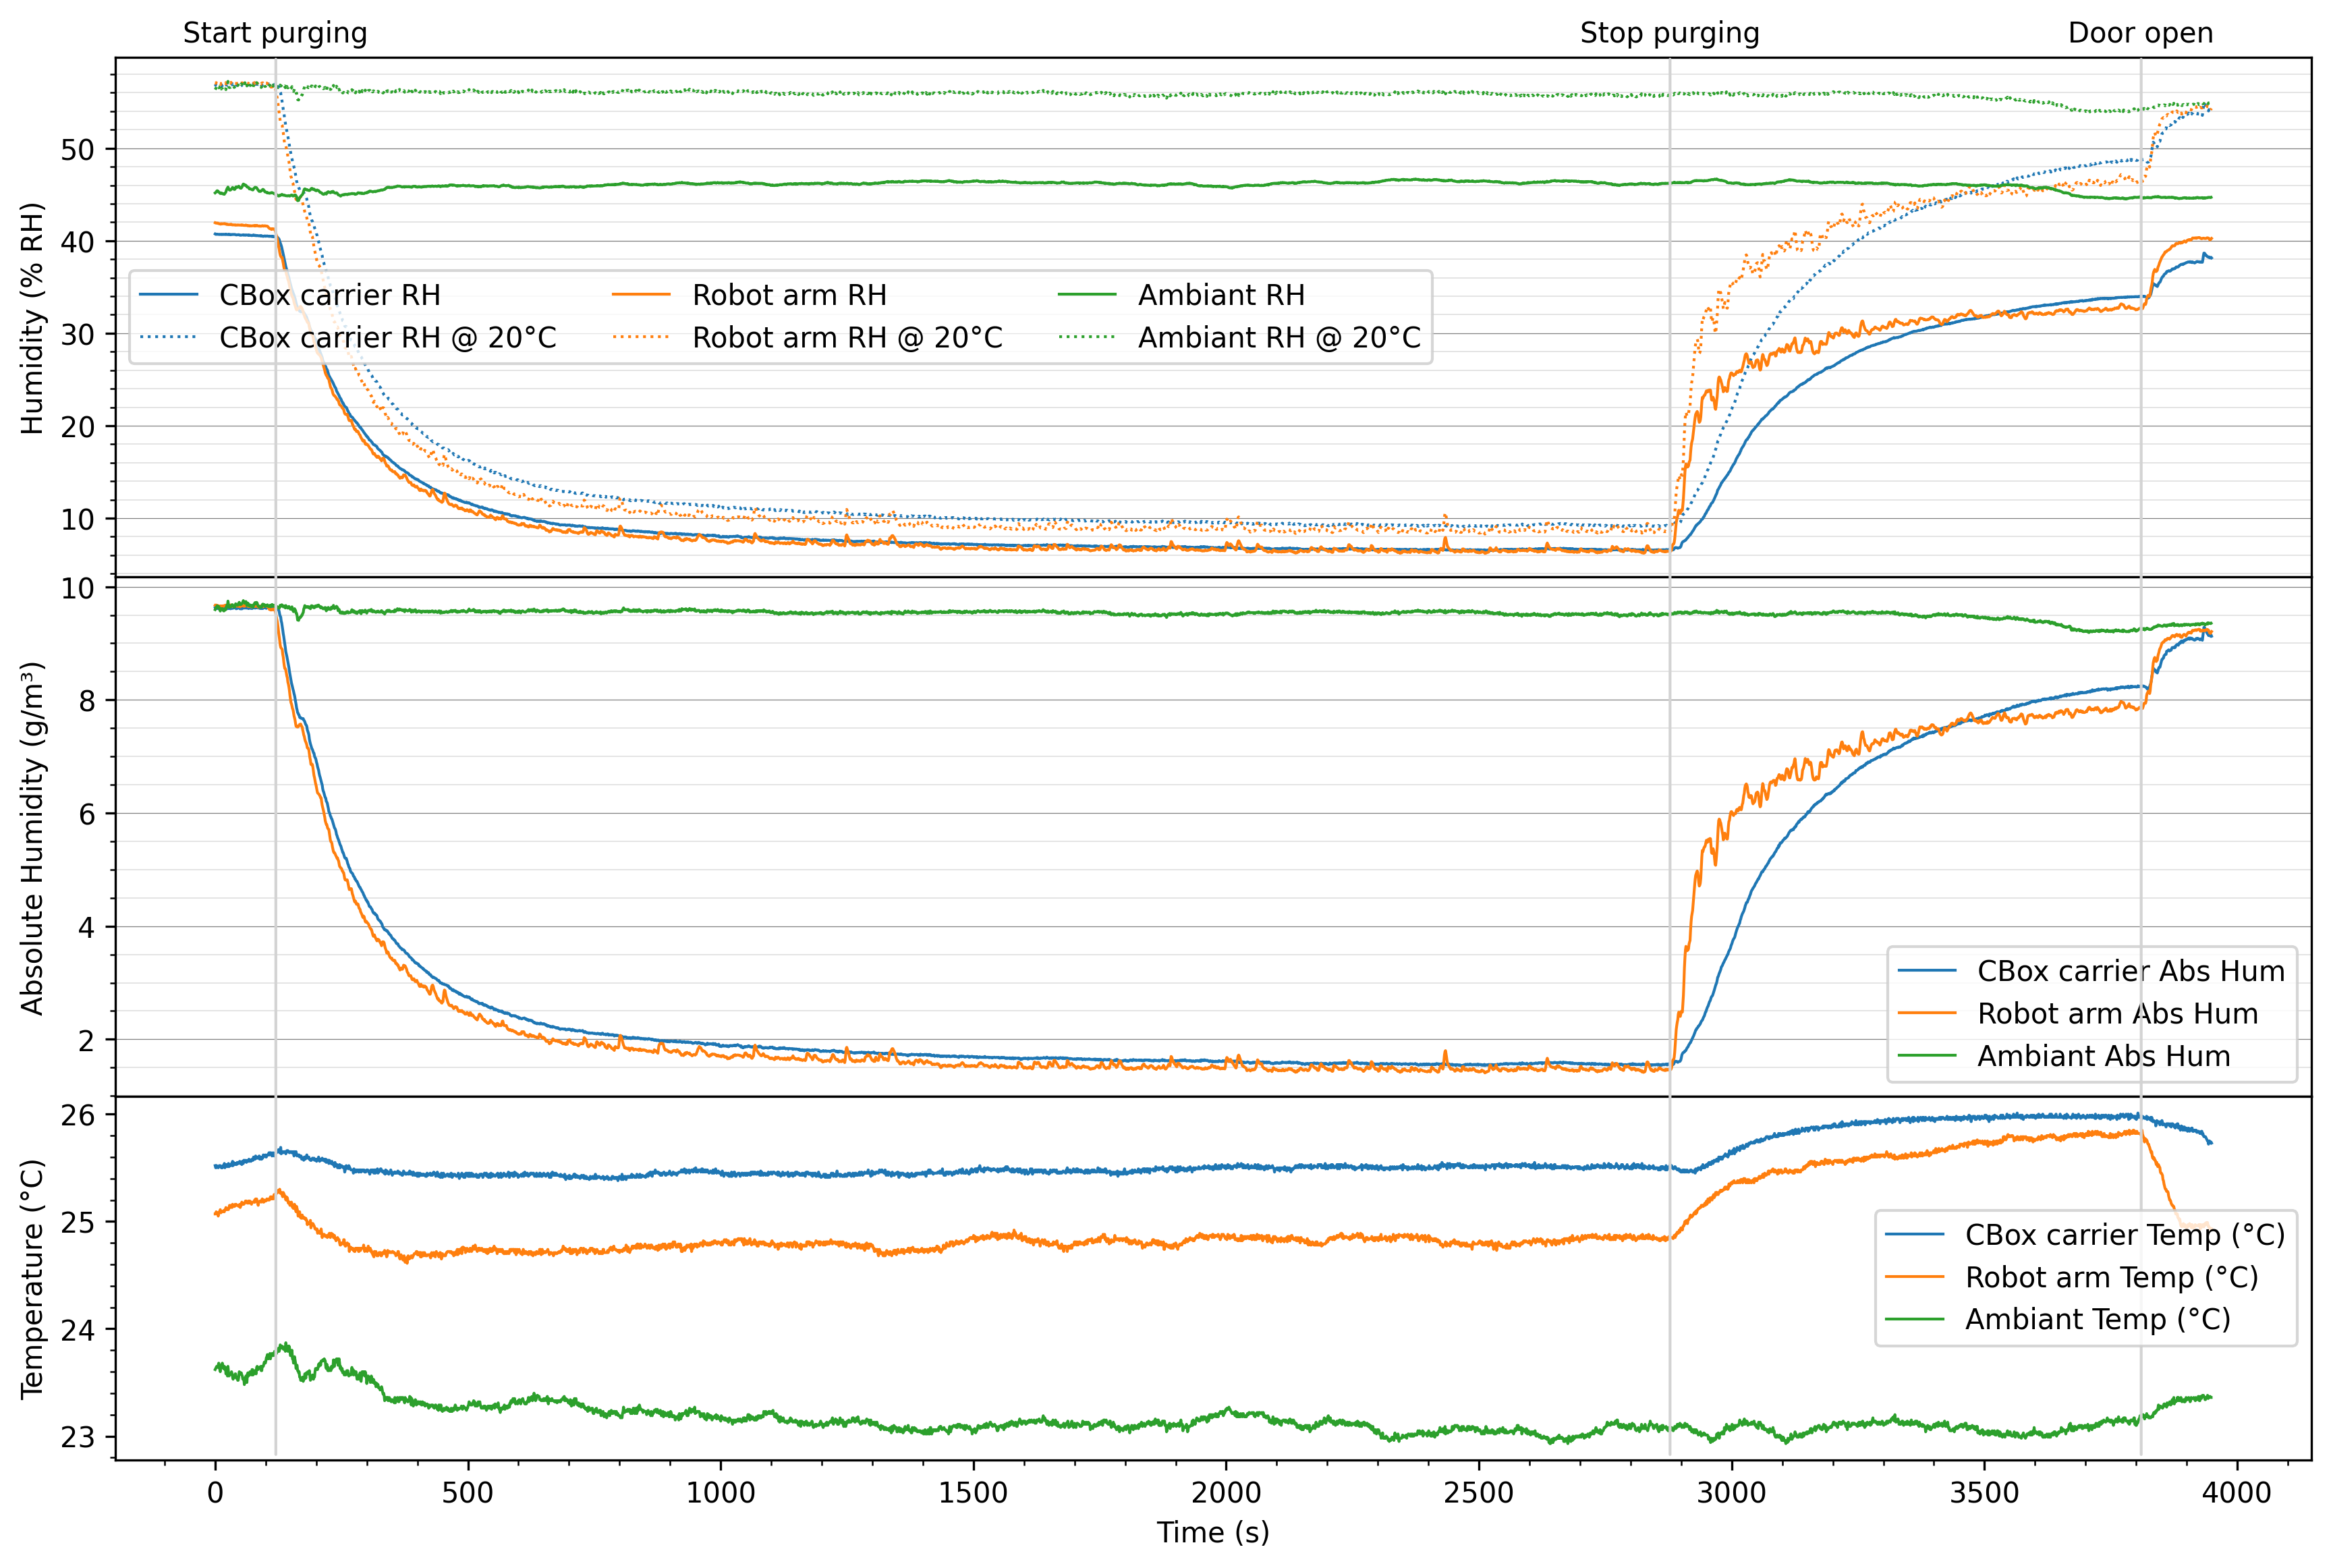 Start purging Stop purging Door open
Humidity (% RH)
50
40
30
20
10
CBox carrier RH Robot arm RH Ambiant RH
CBox carrier RH @ 20°C Robot arm RH @ 20°C Ambiant RH @ 20°C
Absolute Humidity (g/m³)
10
8
6
4
2
CBox carrier Abs Hum
Robot arm Abs Hum
Ambiant Abs Hum
Temperature (°C)
26
25
24
23
CBox carrier Temp (°C)
Robot arm Temp (°C)
Ambiant Temp (°C)
0 500 1000 1500 2000 2500 3000 3500 4000
Time (s)